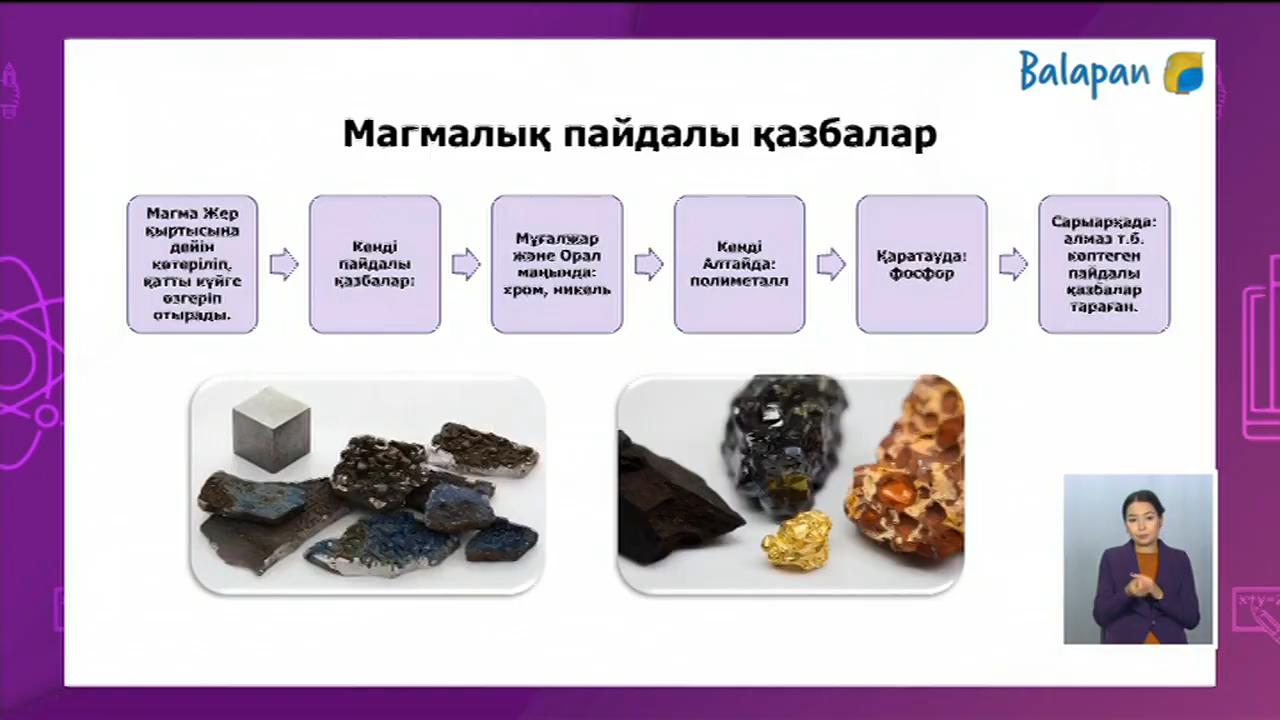 Balapan
Магмалық пайдалы қазбалар
Магма Жер
қыртысына
дейін
көтеріліп,
қатты күйге
өзгеріп
отырады.
Кенді
пайдалы
қазбалар:
Мұғалжар
және Орал
маңында:
хром, никель
Кенді
Алтайда:
полиметалл
Қаратауда:
фосфор
Сарыарқада:
алмаз т.б.
көптеген
пайдалы
қазбалар
тараған.